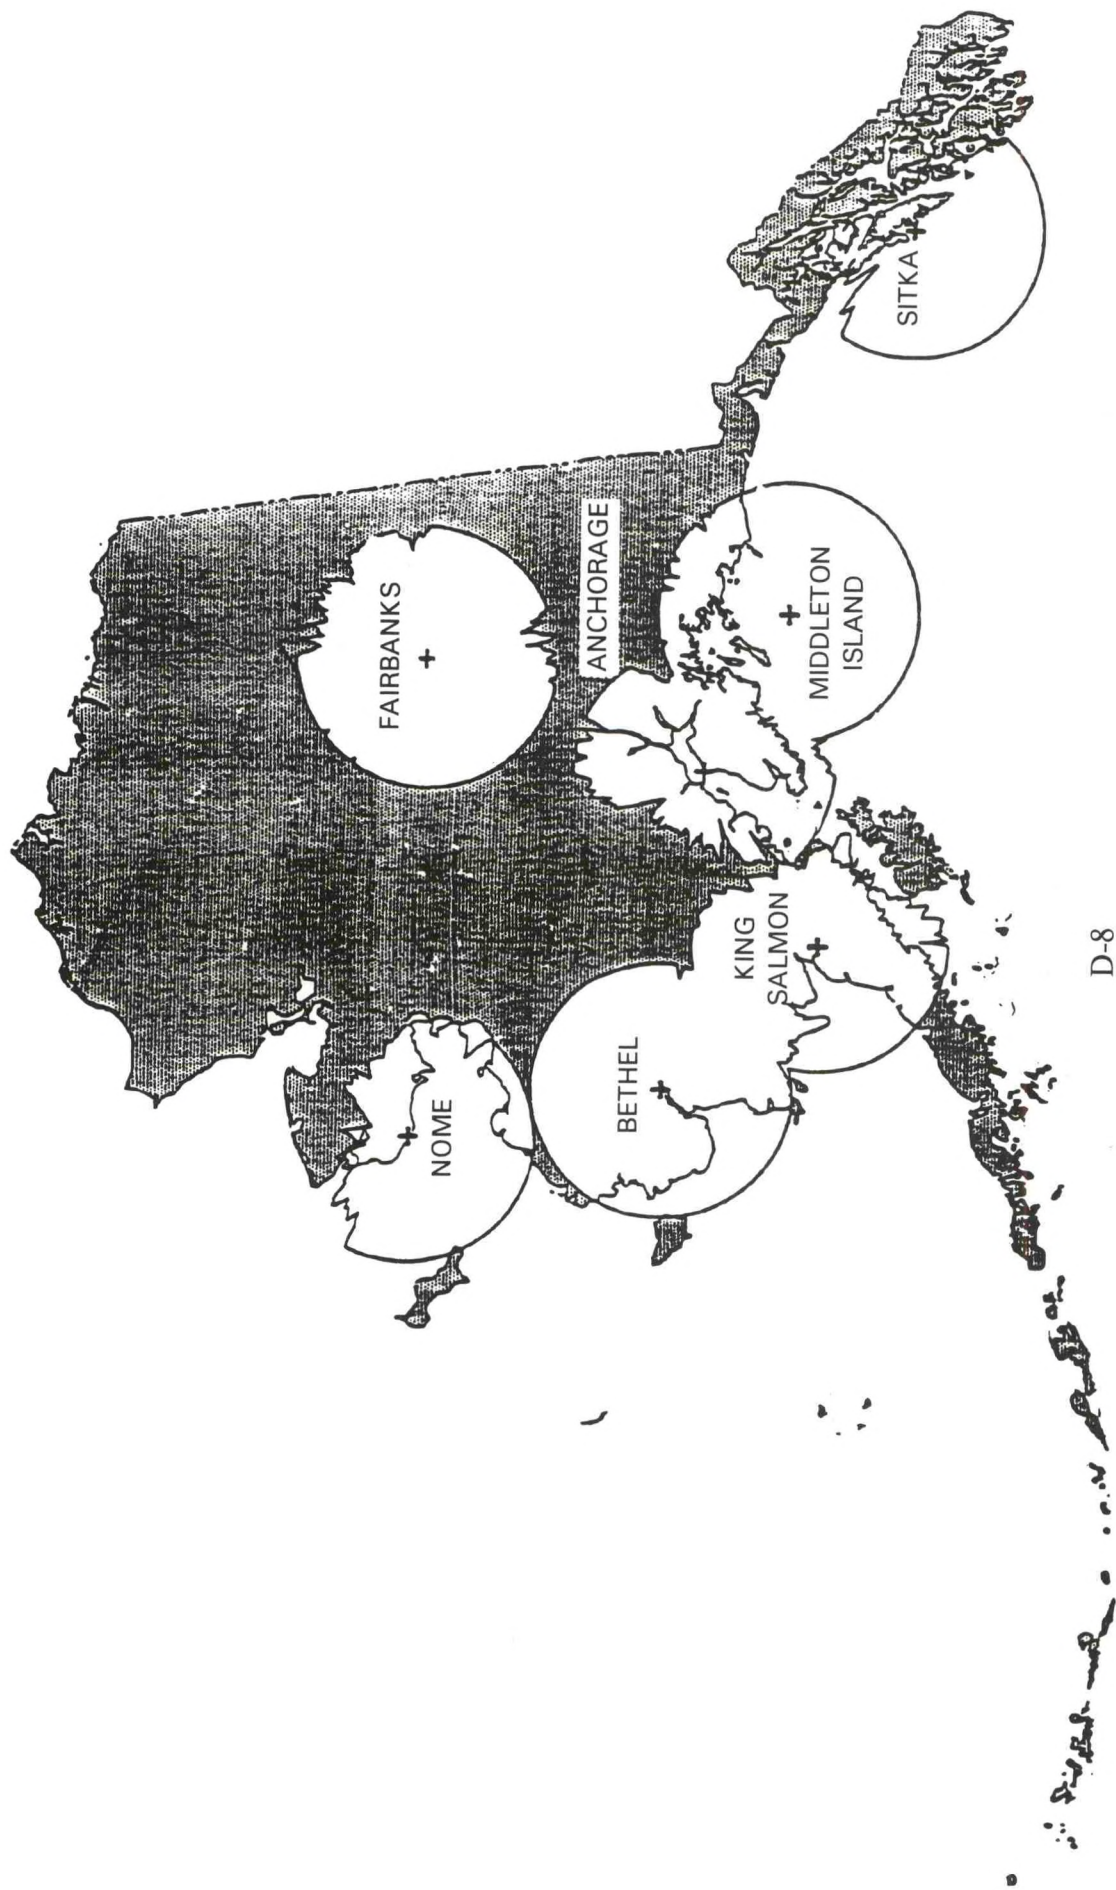 FAIRBANKS
NOME
ANCHORAGE
BETHEL
KING
SALMON
MIDDLETON
ISLAND
SITKA
D-8